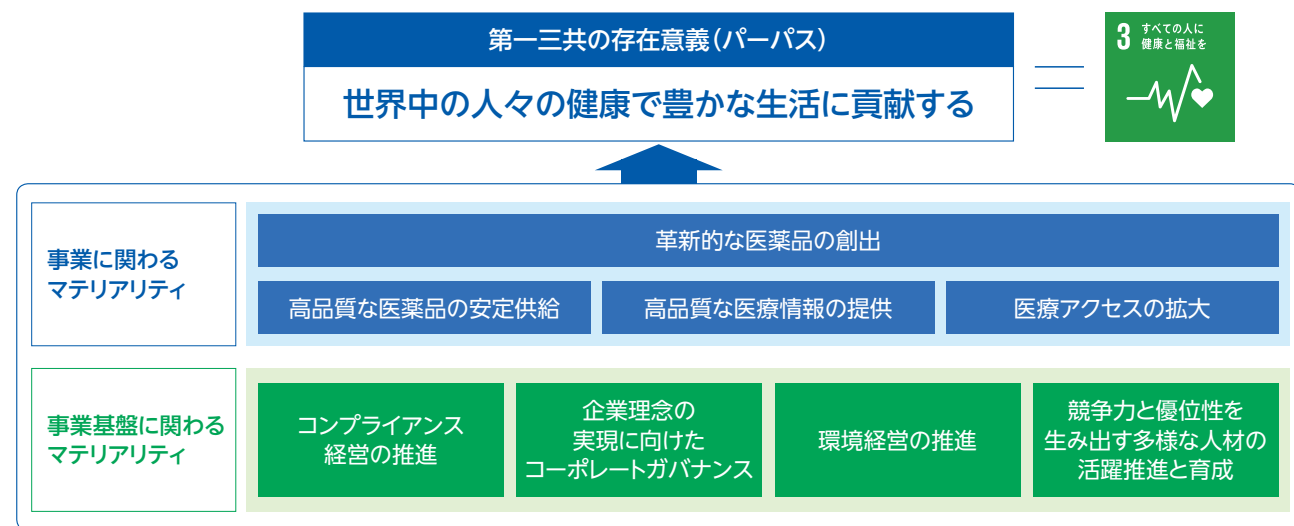 第一三共の存在意義（パーパス）
世界中の人々の健康で豊かな生活に貢献する
3 すべての人に
健康と福祉を
事業に関わる
マテリアリティ
革新的な医薬品の創出
高品質な医薬品の安定供給
高品質な医療情報の提供
医療アクセスの拡大
事業基盤に関わる
マテリアリティ
コンプライアンス
経営の推進
企業理念の
実現に向けた
コーポレートガバナンス
環境経営の推進
競争力と優位性を
生み出す多様な人材の
活躍推進と育成